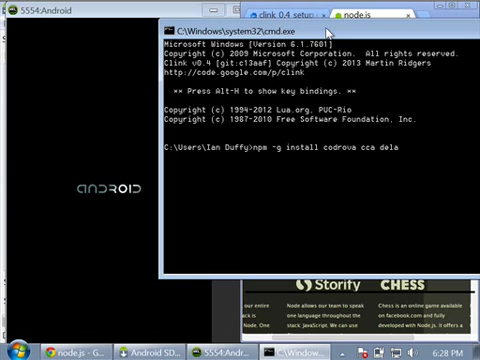 5554:Android
clink_0.4_setup
node.js
C:\Windows\system32\cmd.exe
Microsoft Windows [Version 6.1.7601]
Copyright (c) 2009 Microsoft Corporation. All rights reserved.
Clink v0.4 [git:c13aaf] Copyright (c) 2013 Martin Ridgers
http://code.google.com/p/clink
** Press Alt-H to show key bindings. **
Copyright (c) 1994-2012 Lua.org, PUC-Rio
Copyright (c) 1987-2010 Free Software Foundation, Inc.
C:\Users\Ian Duffy>npm -g install codrova cca dela
ANDROID
Storify
CHESS
our entire
ck is
Node. One
Node allows our team to speak
one language throughout the
stack: JavaScript. We can use
Chess is an online game available
on facebook.com and fully
developed with Node.js. It offers a
node.js - G...
Android SD...
5554:Andr...
C:\Window...
6:28 PM